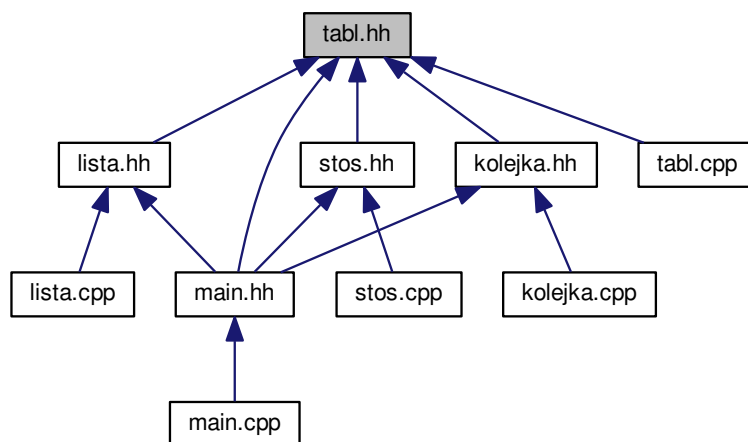 tabl.hh
lista.hh
stos.hh
kolejka.hh
tabl.cpp
lista.cpp
main.hh
stos.cpp
kolejka.cpp
main.cpp